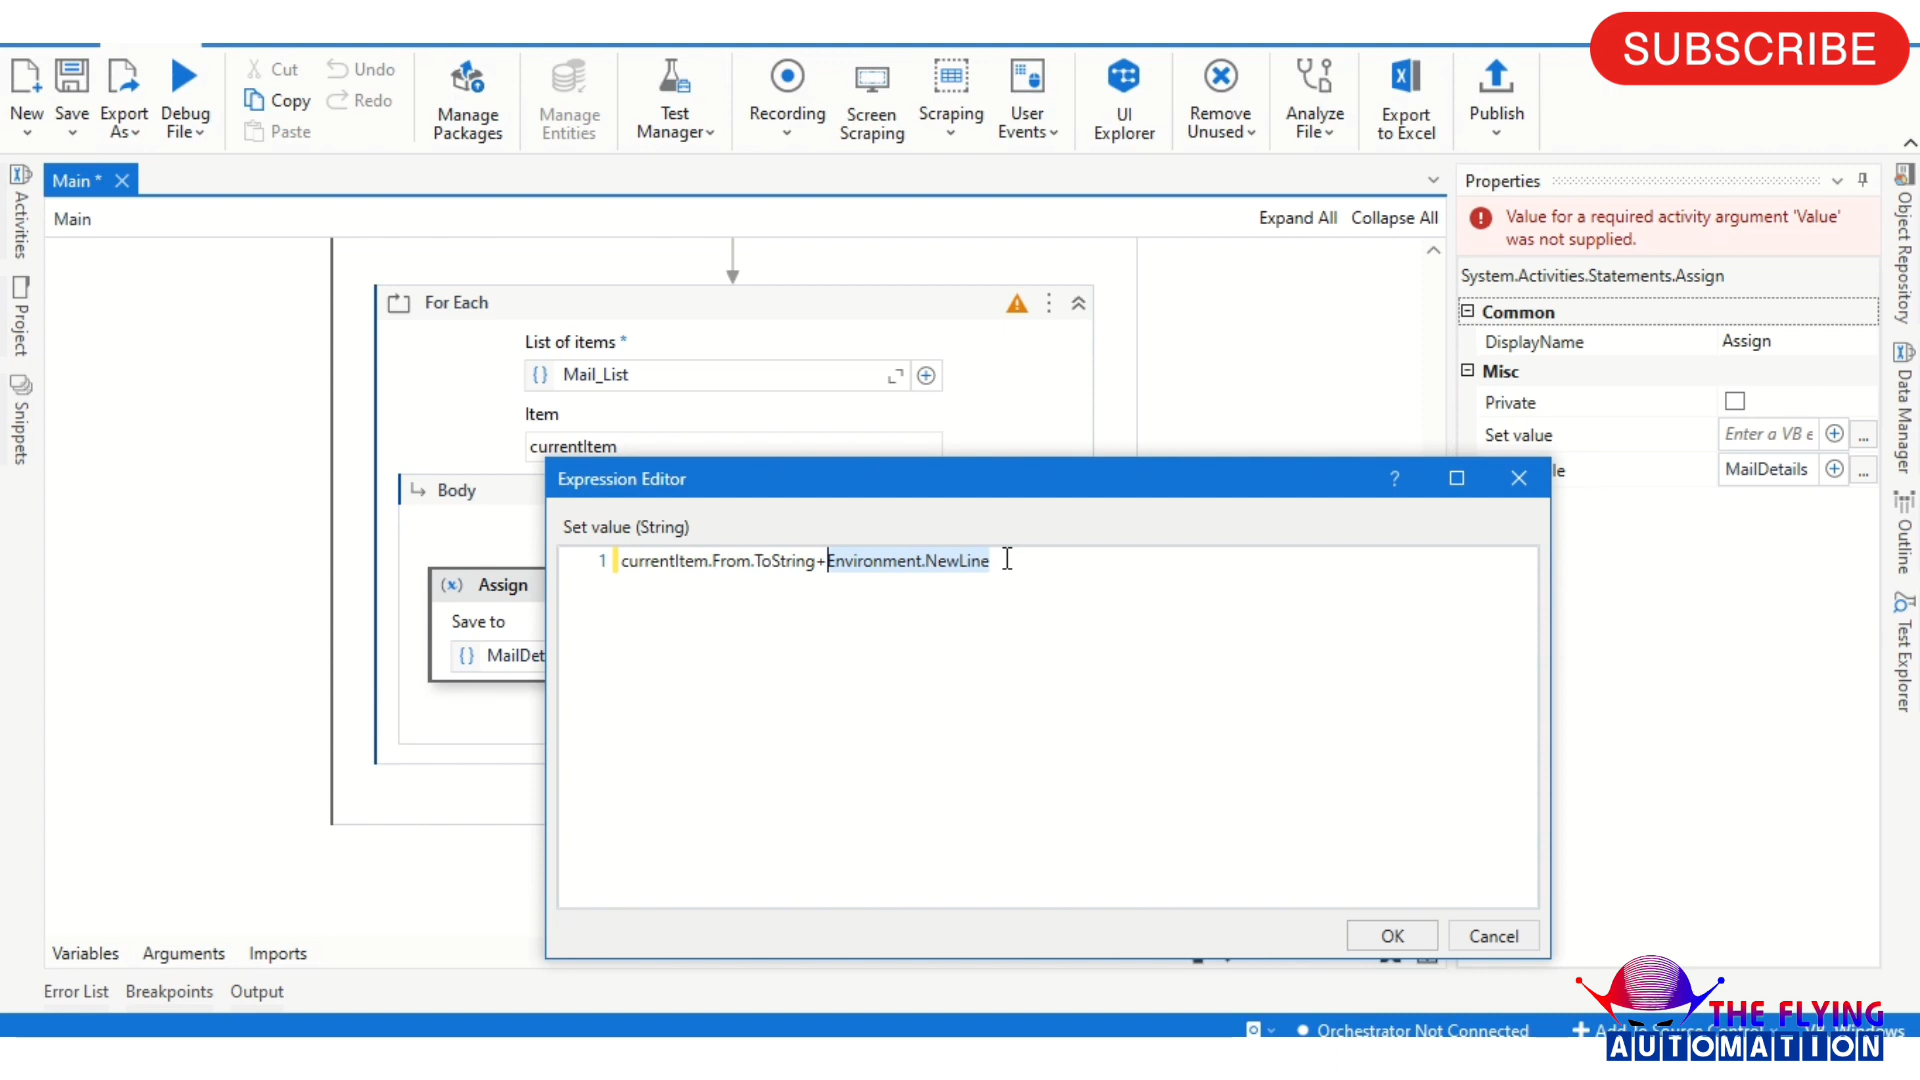 SUBSCRIBE
New
Save
Export
As
Debug
File
Cut
Copy
Paste
Undo
Redo
Manage
Packages
Manage
Entities
Test
Manager
Recording
Screen
Scraping
Scraping
User
Events
UI
Explorer
Remove
Unused
Analyze
File
Export
to Excel
Publish
Activities
Project
Snippets
Main *
Main
Expand All
Collapse All
For Each
List of items *
{} Mail_List
Item
currentItem
Body
(x) Assign
Save to
{} MailDet
Expression Editor
?
Set value (String)
1 currentItem.From.ToString+Environment.NewLine
OK
Cancel
Properties
Value for a required activity argument 'Value'
was not supplied.
System.Activities.Statements.Assign
Common
DisplayName Assign
Misc
Private
Set value Enter a VB e ...
le MailDetails ...
Object Repository
Data Manager
Outline
Test Explorer
Variables
Arguments
Imports
Error List
Breakpoints
Output
Orchestrator Not Connected
THE FLYING
AUTOMATION